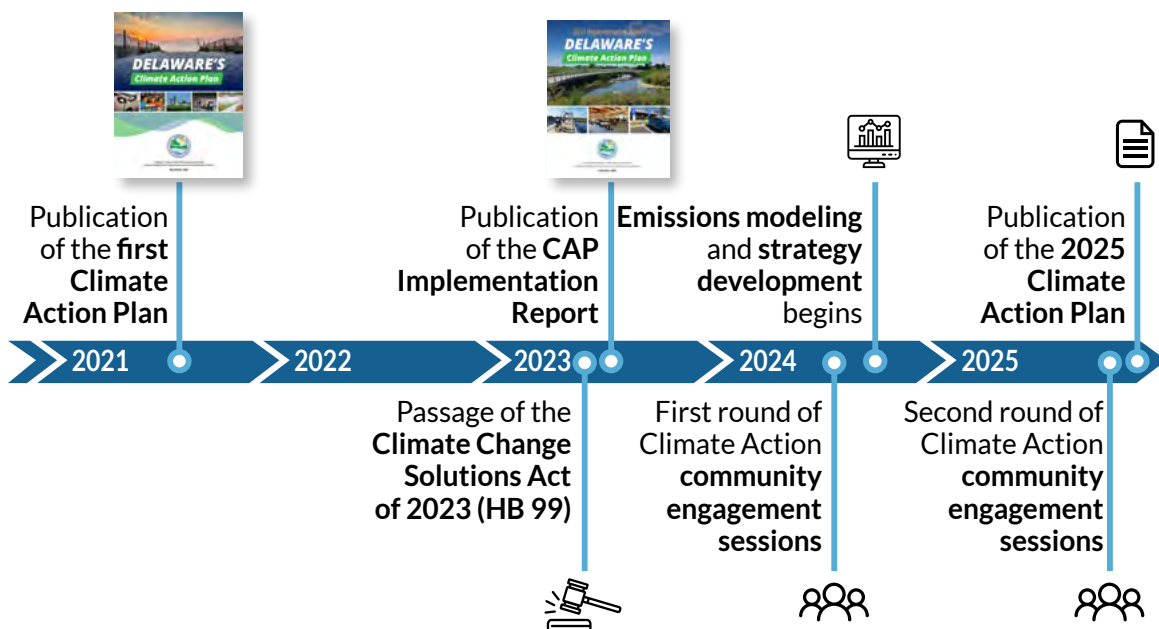 DELAWARE'S
Climate Action Plan
DELAWARE'S
Climate Action Plan
Publication
of the first
Climate
Action Plan
Publication
of the CAP
Implementation
Report
Emissions modeling
and strategy
development
begins
Publication
of the 2025
Climate
Action Plan
2021
2022
2023
2024
2025
Passage of the
Climate Change
Solutions Act
of 2023 (HB 99)
First round of
Climate Action
community
engagement
sessions
Second round of
Climate Action
community
engagement
sessions